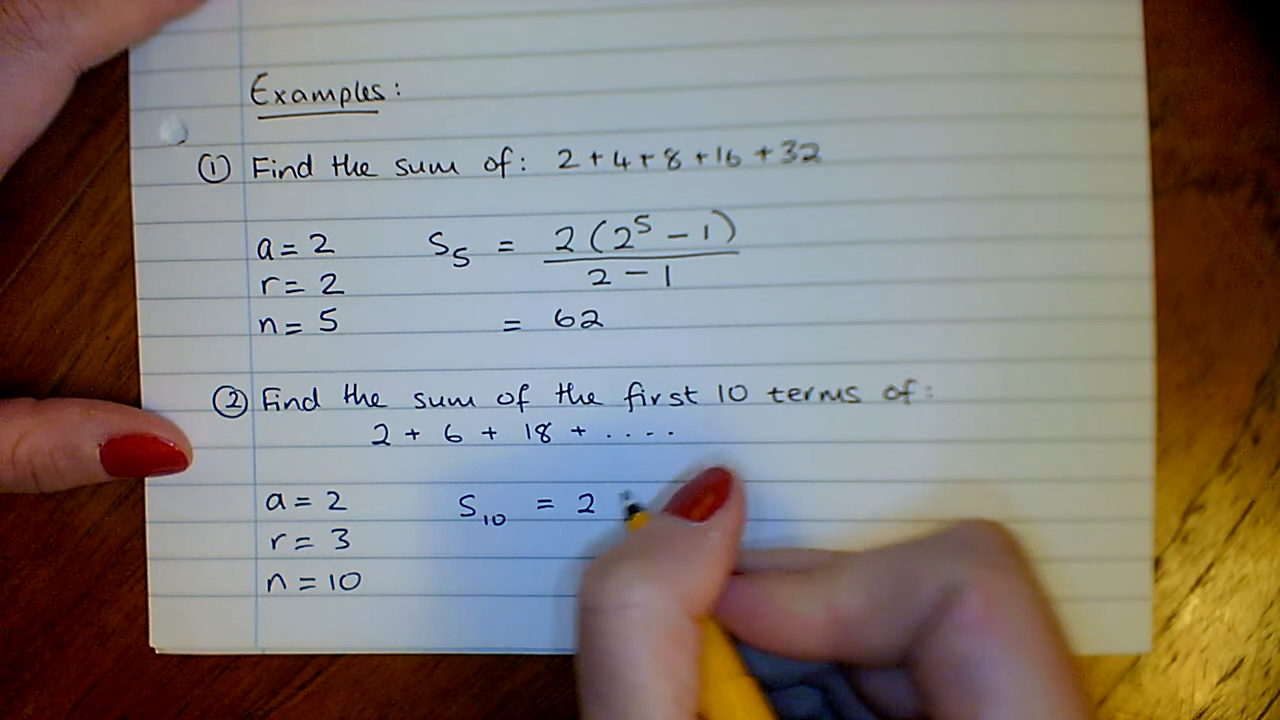 Examples:
① Find the sum of: 2 + 4 + 8 + 16 + 32
a = 2 S₅ = 2(2⁵ - 1)
r = 2 2 - 1
n = 5 = 62
② Find the sum of the first 10 terms of:
2 + 6 + 18 + ....
a = 2 S₁₀ = 2
r = 3
n = 10